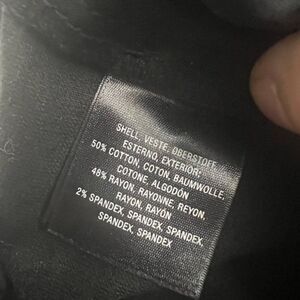 SHELL, VESTE, OBERSTOFF,
ESTERNO, EXTERIOR:
50% COTTON, COTON, BAUMWOLLE,
COTONE, ALGODÓN
48% RAYON, RAYONNE, REYON,
RAYON, RAYÓN
2% SPANDEX, SPANDEX, SPANDEX,
SPANDEX, SPANDEX